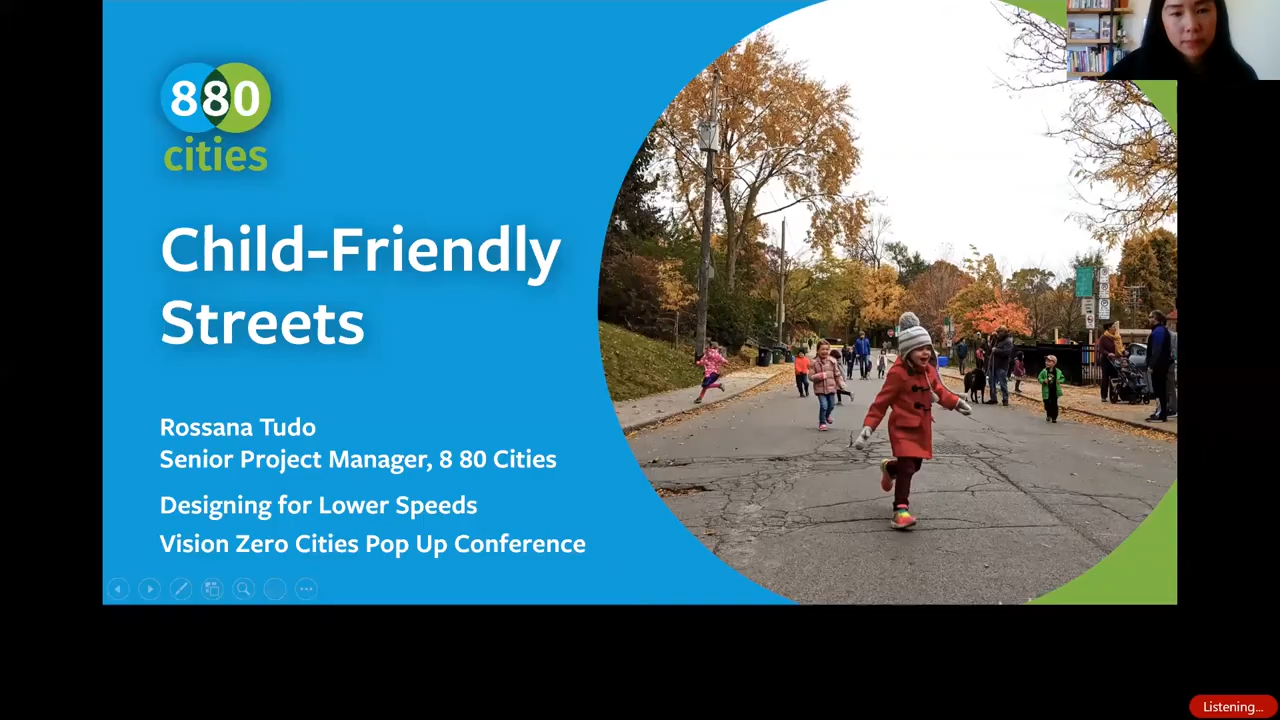 880
cities
Child-Friendly
Streets
Rossana Tudo
Senior Project Manager, 8 80 Cities
Designing for Lower Speeds
Vision Zero Cities Pop Up Conference
Listening...